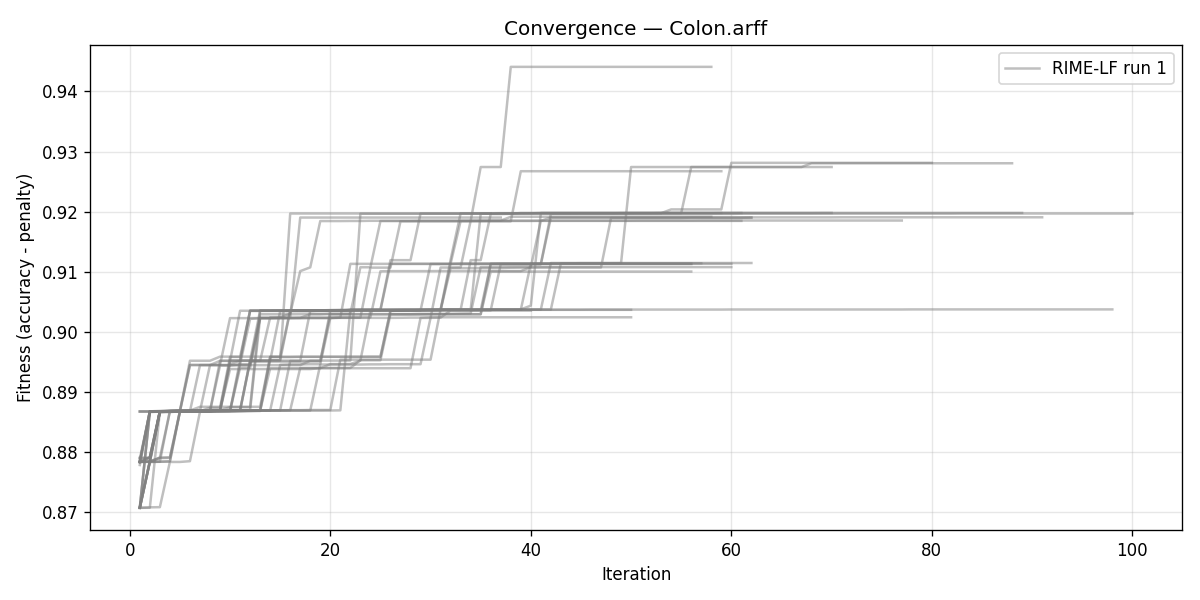 Convergence — Colon.arff
RIME-LF run 1
Fitness (accuracy - penalty)
0.94
0.93
0.92
0.91
0.90
0.89
0.88
0.87
0 20 40 60 80 100
Iteration